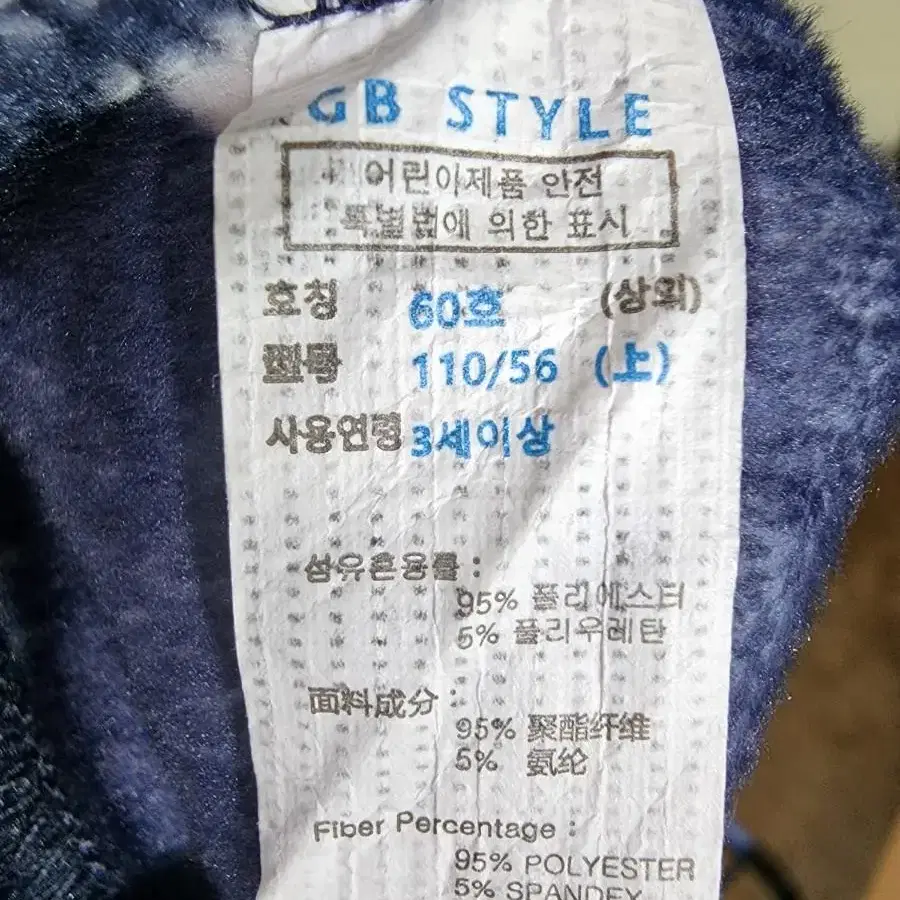 GB STYLE
어린이제품 안전
특별법에 의한 표시
호칭 60호 (상의)
110/56 (上)
사용연령 3세이상
섬유혼용률 :
95% 폴리에스터
5% 폴리우레탄
面料成分 :
95% 聚酯纤维
5% 氨纶
Fiber Percentage :
95% POLYESTER
5% SPANDEX